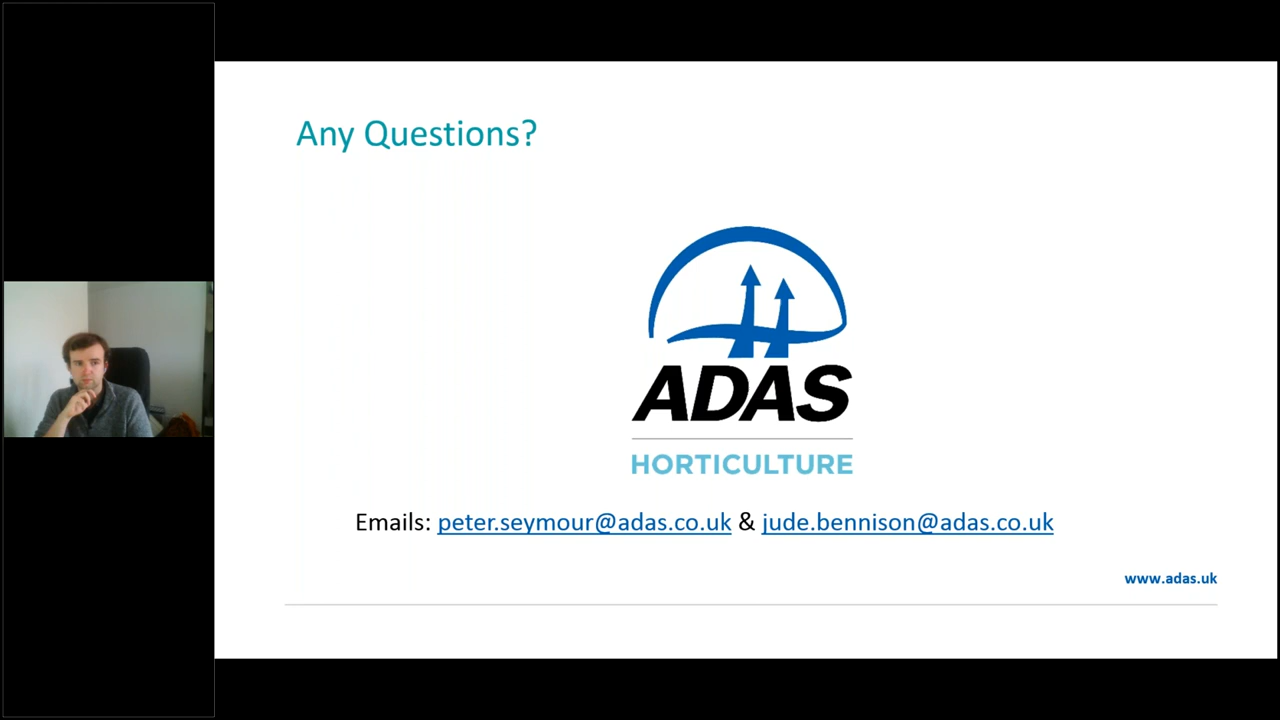 Any Questions?
ADAS
HORTICULTURE
Emails: peter.seymour@adas.co.uk & jude.bennison@adas.co.uk
www.adas.uk